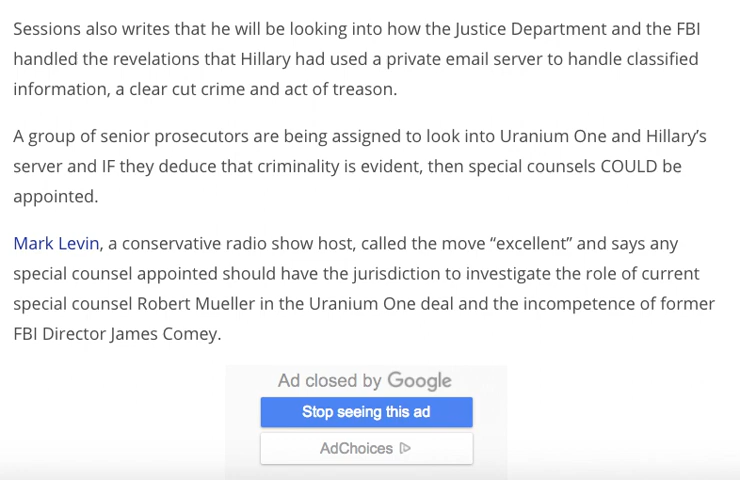 Sessions also writes that he will be looking into how the Justice Department and the FBI
handled the revelations that Hillary had used a private email server to handle classified
information, a clear cut crime and act of treason.
A group of senior prosecutors are being assigned to look into Uranium One and Hillary's
server and IF they deduce that criminality is evident, then special counsels COULD be
appointed.
Mark Levin, a conservative radio show host, called the move “excellent” and says any
special counsel appointed should have the jurisdiction to investigate the role of current
special counsel Robert Mueller in the Uranium One deal and the incompetence of former
FBI Director James Comey.
Ad closed by Google
Stop seeing this ad
AdChoices